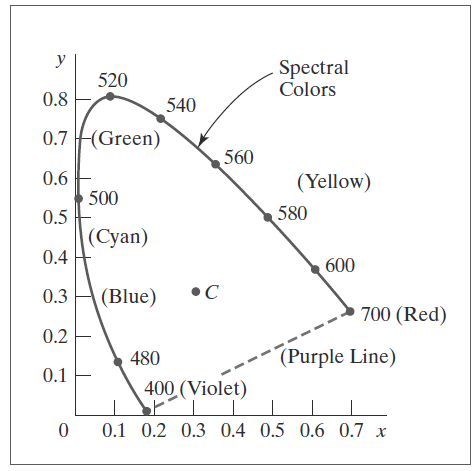 y
Spectral
Colors
520
0.8
540
0.7
(Green)
560
0.6
(Yellow)
500
0.5
580
(Cyan)
0.4
600
0.3
(Blue)
C
700 (Red)
0.2
480
(Purple Line)
0.1
400 (Violet)
0 0.1 0.2 0.3 0.4 0.5 0.6 0.7 x